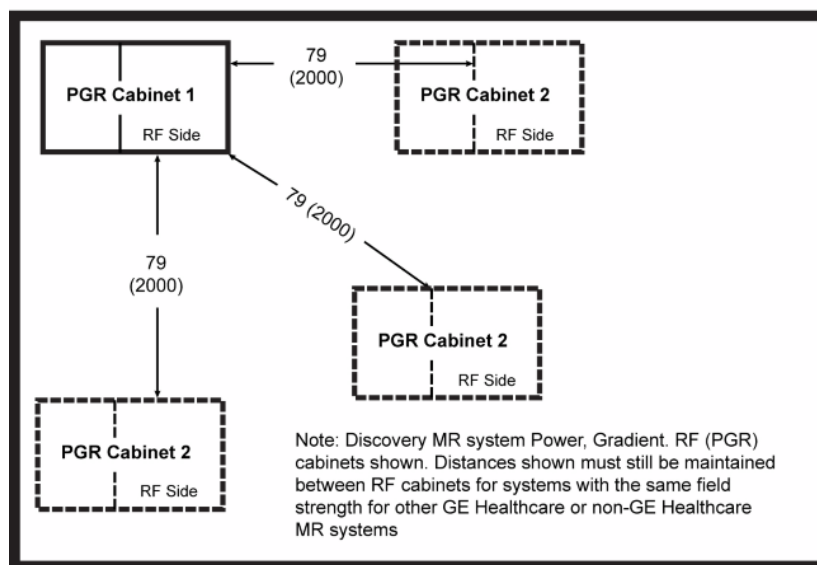 79
(2000)
PGR Cabinet 1
RF Side
PGR Cabinet 2
RF Side
79 (2000)
79
(2000)
PGR Cabinet 2
RF Side
PGR Cabinet 2
RF Side
Note: Discovery MR system Power, Gradient. RF (PGR)
cabinets shown. Distances shown must still be maintained
between RF cabinets for systems with the same field
strength for other GE Healthcare or non-GE Healthcare
MR systems